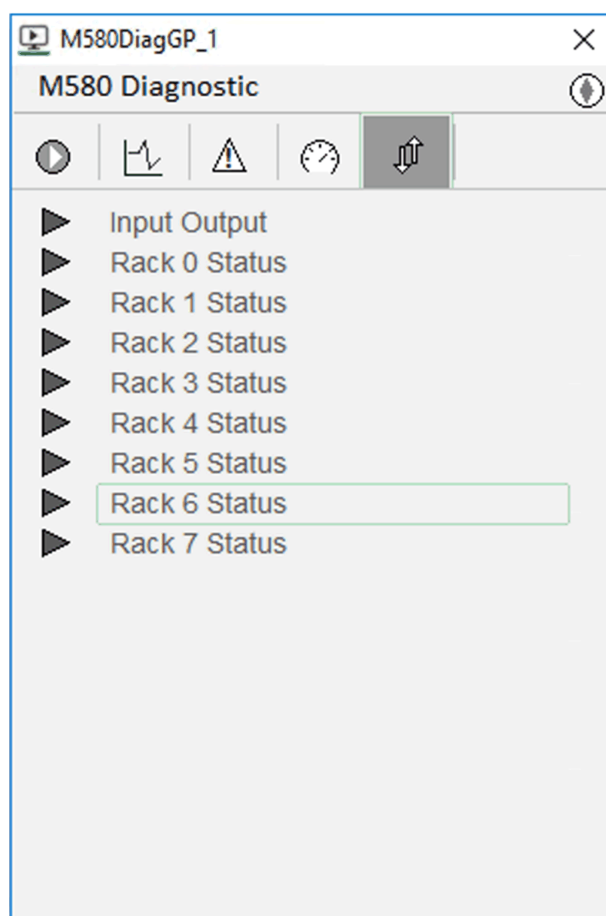 M580DiagGP_1
M580 Diagnostic
Input Output
Rack 0 Status
Rack 1 Status
Rack 2 Status
Rack 3 Status
Rack 4 Status
Rack 5 Status
Rack 6 Status
Rack 7 Status